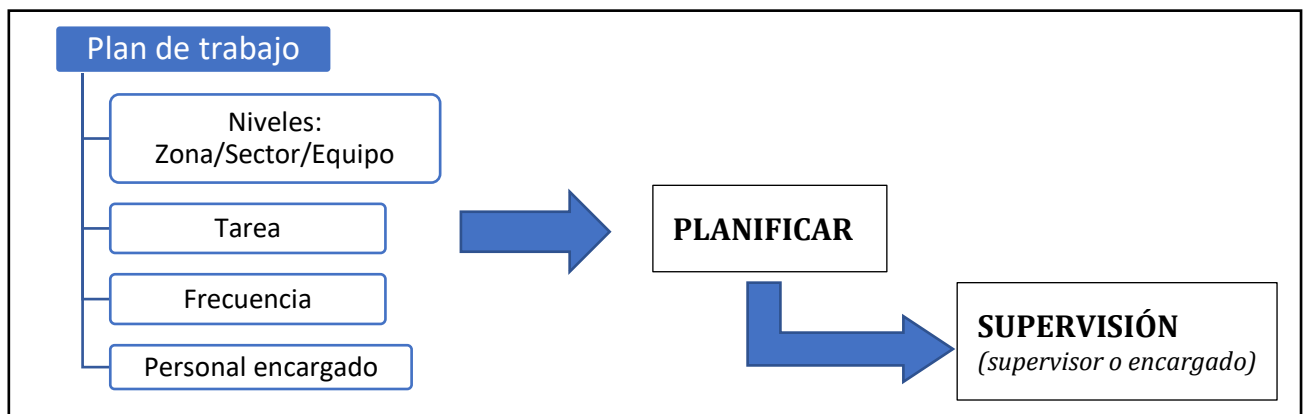 Plan de trabajo
Niveles:
Zona/Sector/Equipo
Tarea
Frecuencia
Personal encargado
PLANIFICAR
SUPERVISIÓN
(supervisor o encargado)